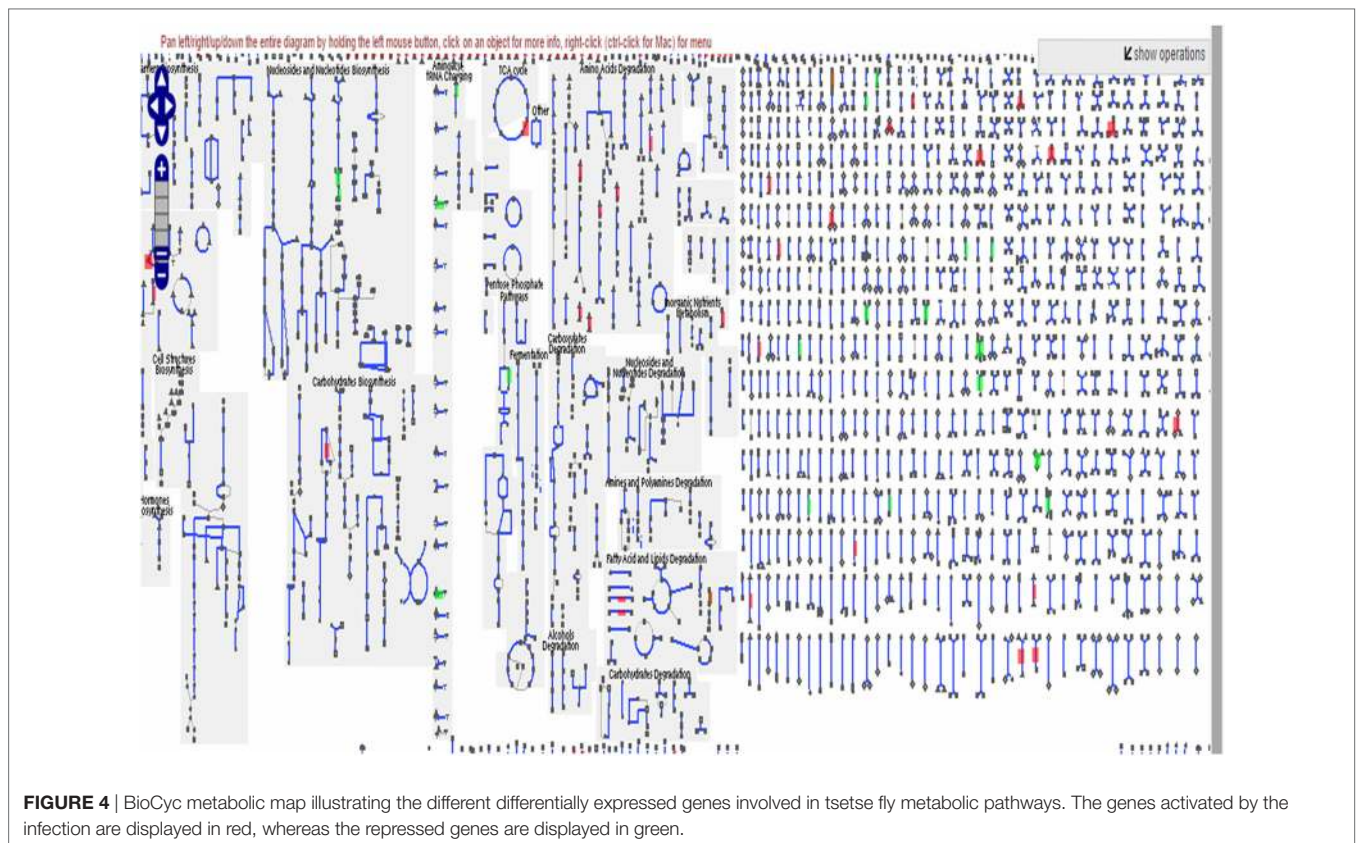 Pan left/right/up/down the entire diagram by holding the left mouse button, click on an object for more info, right-click (ctrl-click for Mac) for menu
show operations
Nucleosides and Nucleotides Biosynthesis
Aminoacyl-
tRNA Charging
TCA cycle
Amino Acids Degradation
Other
Pentose Phosphate
Pathways
Inorganic Nutrients
Metabolism
Cell Structures
Biosynthesis
Carbohydrates Biosynthesis
Fermentation
Carboxylates
Degradation
Nucleosides and
Nucleotides Degradation
Hormones
Amines and Polyamines Degradation
Fatty Acid and Lipids Degradation
Alcohols
Degradation
Carbohydrates Degradation
FIGURE 4 | BioCyc metabolic map illustrating the different differentially expressed genes involved in tsetse fly metabolic pathways. The genes activated by the
infection are displayed in red, whereas the repressed genes are displayed in green.